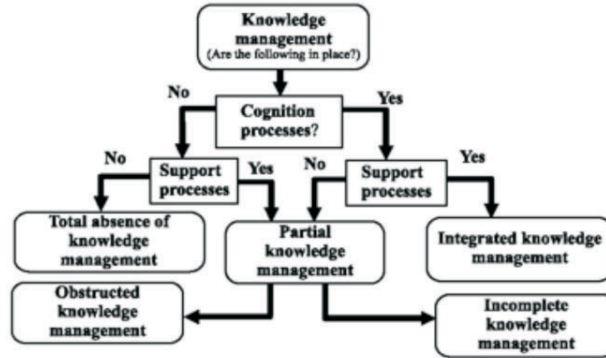 Knowledge
management
(Are the following in place?)
No
Yes
Cognition
processes?
No
Support
processes
Yes
No
Support
processes
Yes
Total absence of
knowledge
management
Partial
knowledge
management
Integrated knowledge
management
Obstructed
knowledge
management
Incomplete
knowledge
management